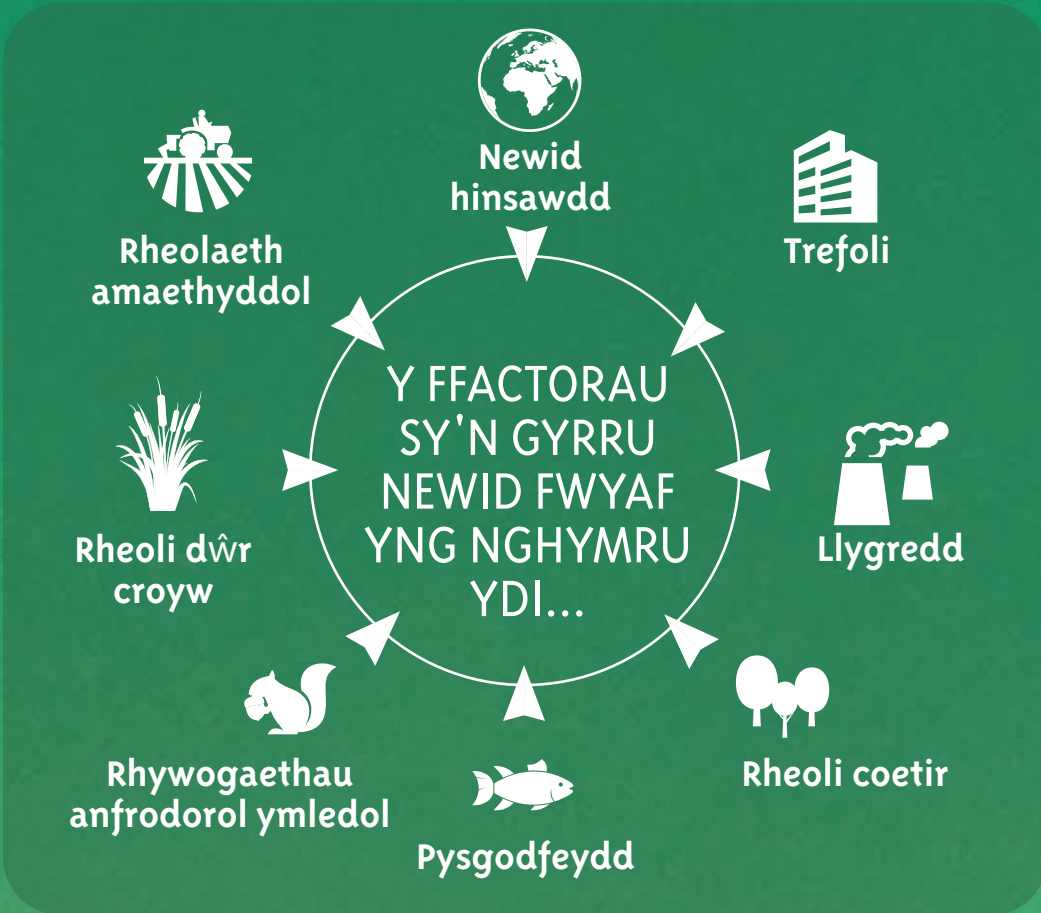 Newid
hinsawdd
Trefoli
Rheolaeth
amaethyddol
Y FFACTORAU
SY'N GYRRU
NEWID FWYAF
YNG NGHYMRU
YDI...
Rheoli dŵr
croyw
Llygredd
Rhywogaethau
anfrodorol ymledol
Rheoli coetir
Pysgodfeydd